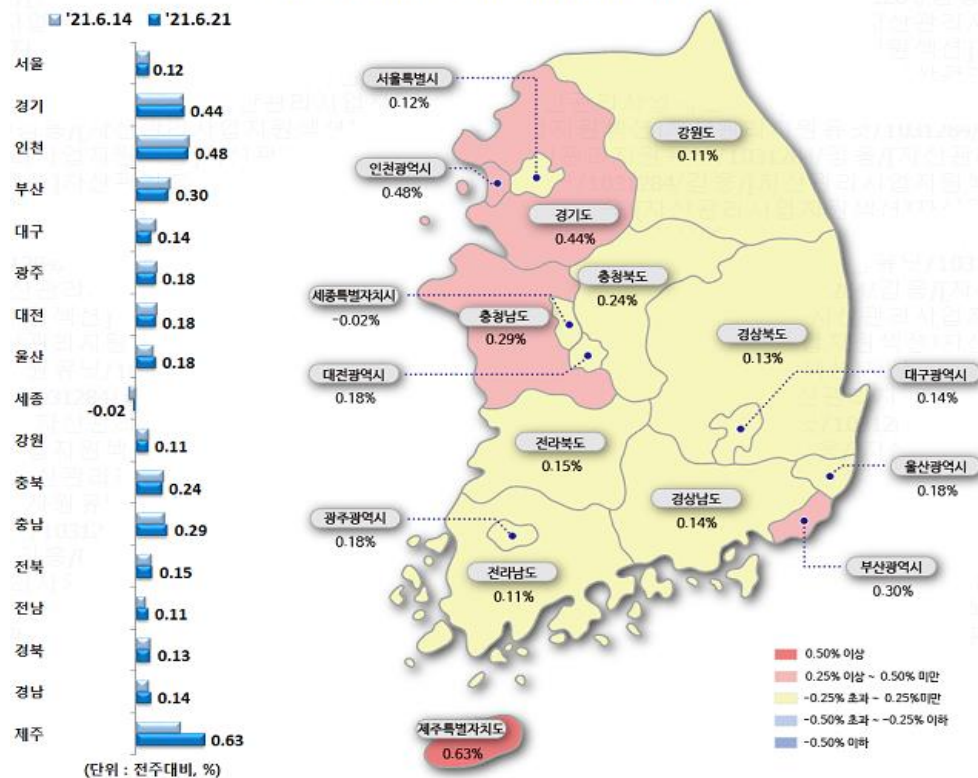 '21.6.14 '21.6.21
서울 0.12
경기 0.44
인천 0.48
부산 0.30
대구 0.14
광주 0.18
대전 0.18
울산 0.18
세종 -0.02
강원 0.11
충북 0.24
충남 0.29
전북 0.15
전남 0.11
경북 0.13
경남 0.14
제주 0.63
(단위 : 전주대비, %)
서울특별시
0.12%
강원도
0.11%
인천광역시
0.48%
경기도
0.44%
충청북도
0.24%
세종특별자치시
-0.02%
충청남도
0.29%
경상북도
0.13%
대전광역시
0.18%
대구광역시
0.14%
전라북도
0.15%
울산광역시
0.18%
경상남도
0.14%
광주광역시
0.18%
전라남도
0.11%
부산광역시
0.30%
제주특별자치도
0.63%
0.50% 이상
0.25% 이상 ~ 0.50% 미만
-0.25% 초과 ~ 0.25%미만
-0.50% 초과 ~ -0.25% 이하
-0.50% 이하